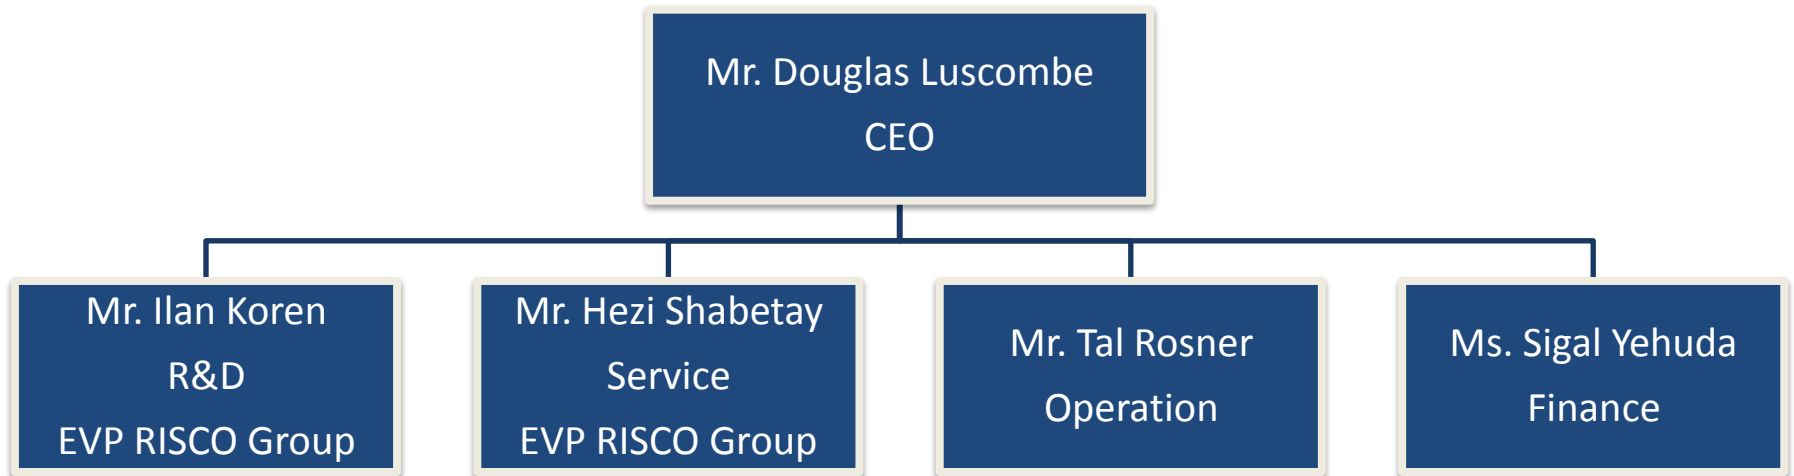 Mr. Douglas Luscombe
CEO
Mr. Ilan Koren
R&D
EVP RISCO Group
Mr. Hezi Shabetay
Service
EVP RISCO Group
Mr. Tal Rosner
Operation
Ms. Sigal Yehuda
Finance